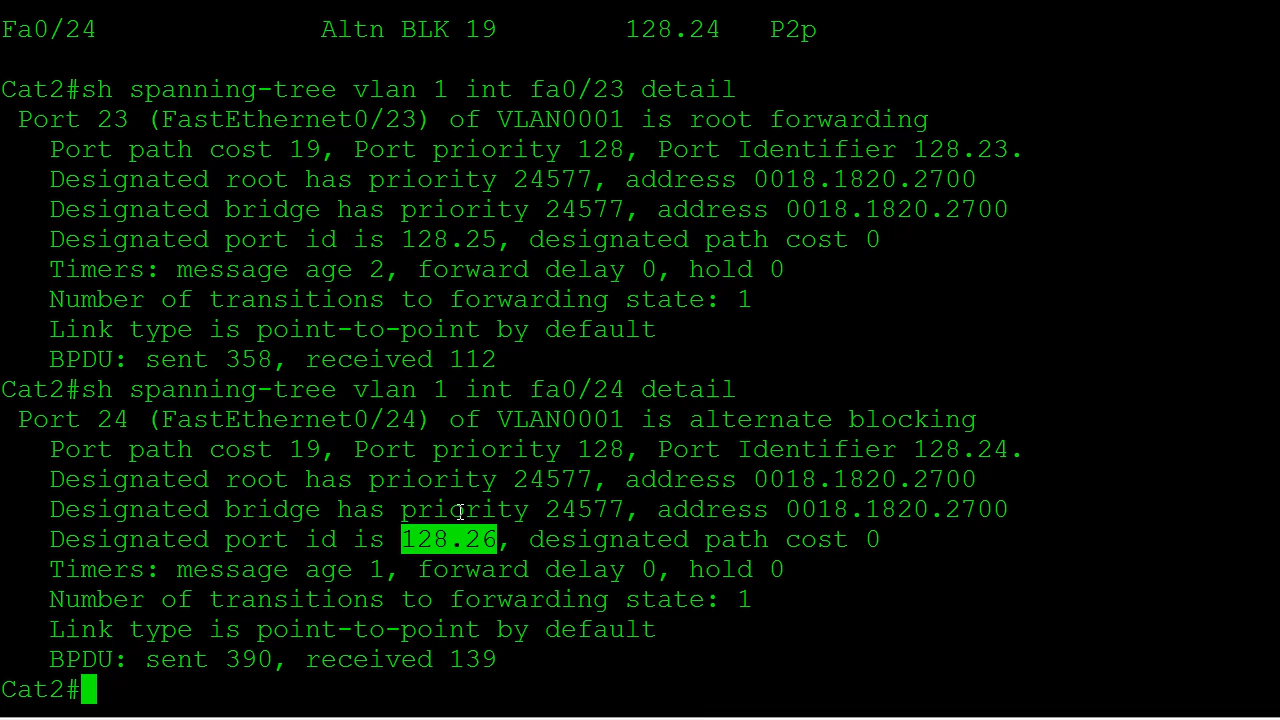 Fa0/24 Altn BLK 19 128.24 P2p
Cat2#sh spanning-tree vlan 1 int fa0/23 detail
Port 23 (FastEthernet0/23) of VLAN0001 is root forwarding
Port path cost 19, Port priority 128, Port Identifier 128.23.
Designated root has priority 24577, address 0018.1820.2700
Designated bridge has priority 24577, address 0018.1820.2700
Designated port id is 128.25, designated path cost 0
Timers: message age 2, forward delay 0, hold 0
Number of transitions to forwarding state: 1
Link type is point-to-point by default
BPDU: sent 358, received 112
Cat2#sh spanning-tree vlan 1 int fa0/24 detail
Port 24 (FastEthernet0/24) of VLAN0001 is alternate blocking
Port path cost 19, Port priority 128, Port Identifier 128.24.
Designated root has priority 24577, address 0018.1820.2700
Designated bridge has priority 24577, address 0018.1820.2700
Designated port id is 128.26, designated path cost 0
Timers: message age 1, forward delay 0, hold 0
Number of transitions to forwarding state: 1
Link type is point-to-point by default
BPDU: sent 390, received 139
Cat2#